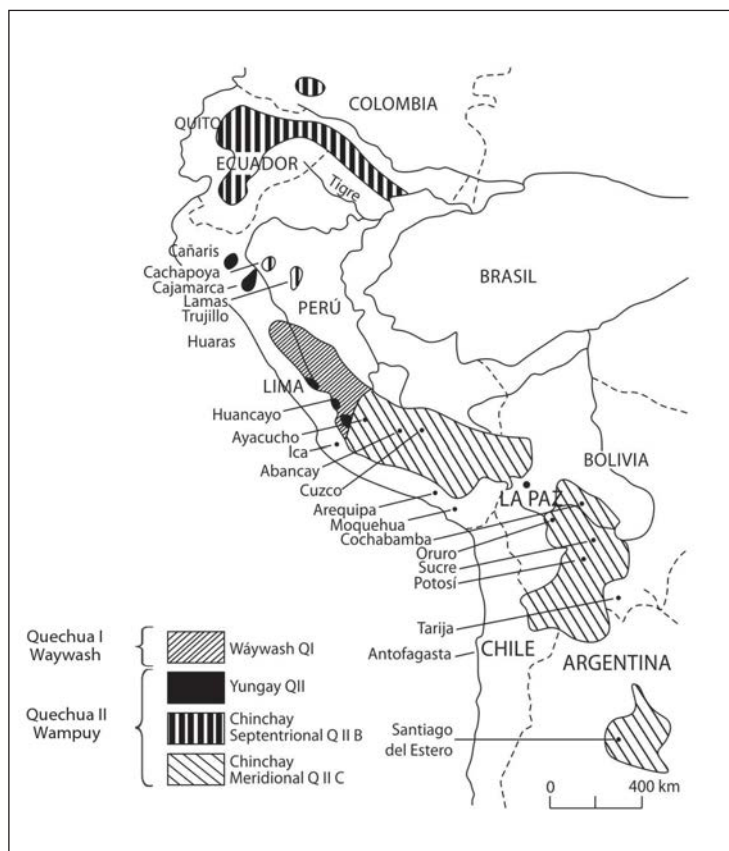 COLOMBIA
QUITO
ECUADOR
Tigre
Cañaris
Cachapoya
Cajamarca
Lamas
Trujillo
PERÚ
BRASIL
Huaras
LIMA
Huancayo
Ayacucho
Ica
Abancay
Cuzco
Arequipa
Moquehua
Cochabamba
Oruro
Sucre
Potosí
LA PAZ
BOLIVIA
Tarija
Antofagasta
CHILE
ARGENTINA
Santiago
del Estero
0 400 km
Quechua I
Waywash
Wáywash QI
Quechua II
Wampuy
Yungay QII
Chinchay
Septentrional Q II B
Chinchay
Meridional Q II C